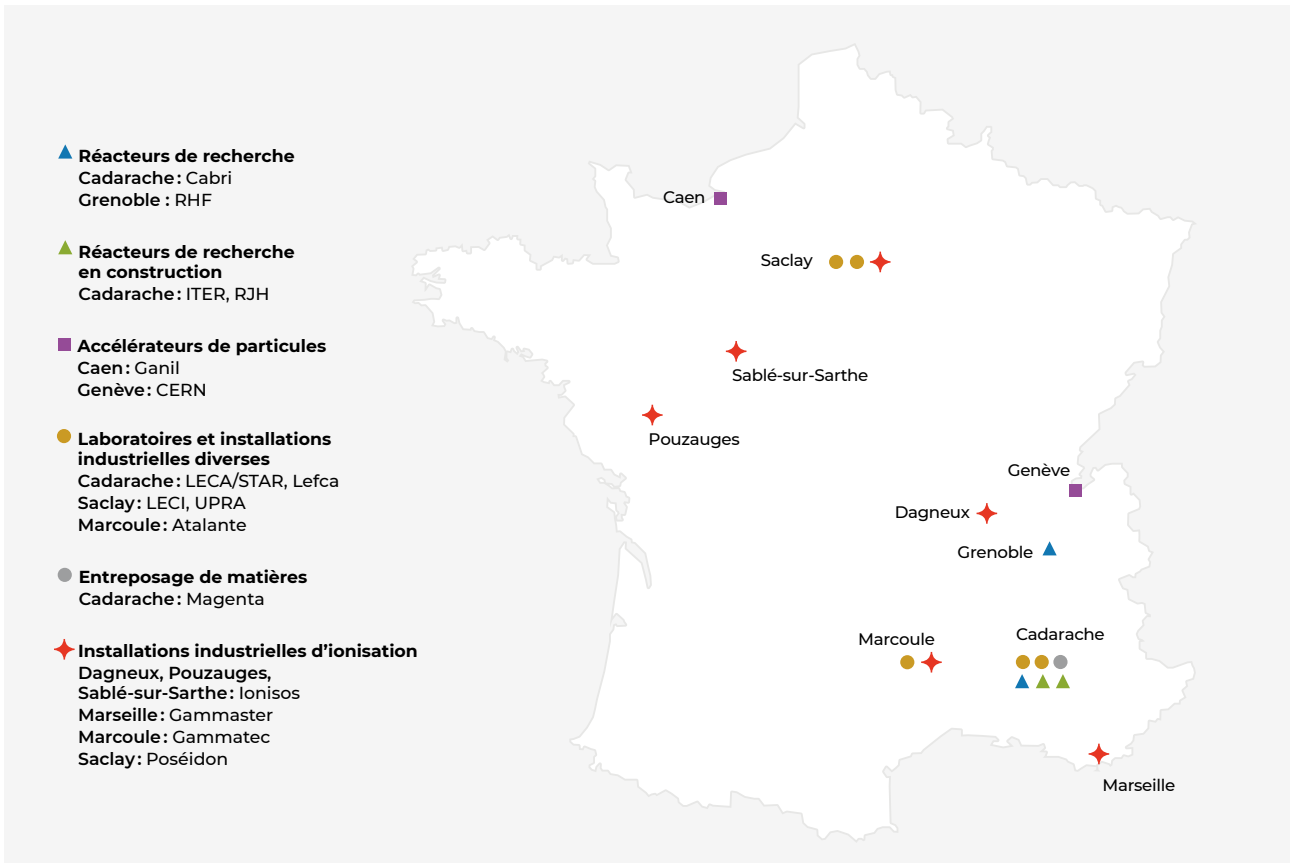 Réacteurs de recherche
Cadarache : Cabri
Grenoble : RHF
Réacteurs de recherche
en construction
Cadarache : ITER, RJH
Accélérateurs de particules
Caen : Ganil
Genève : CERN
Laboratoires et installations
industrielles diverses
Cadarache : LECA/STAR, Lefca
Saclay : LECI, UPRA
Marcoule : Atalante
Entreposage de matières
Cadarache : Magenta
Installations industrielles d’ionisation
Dagneux, Pouzauges,
Sablé-sur-Sarthe : Ionisos
Marseille : Gammaster
Marcoule : Gammatec
Saclay : Poséidon
Caen
Saclay
Sablé-sur-Sarthe
Pouzauges
Genève
Dagneux
Grenoble
Marcoule
Cadarache
Marseille